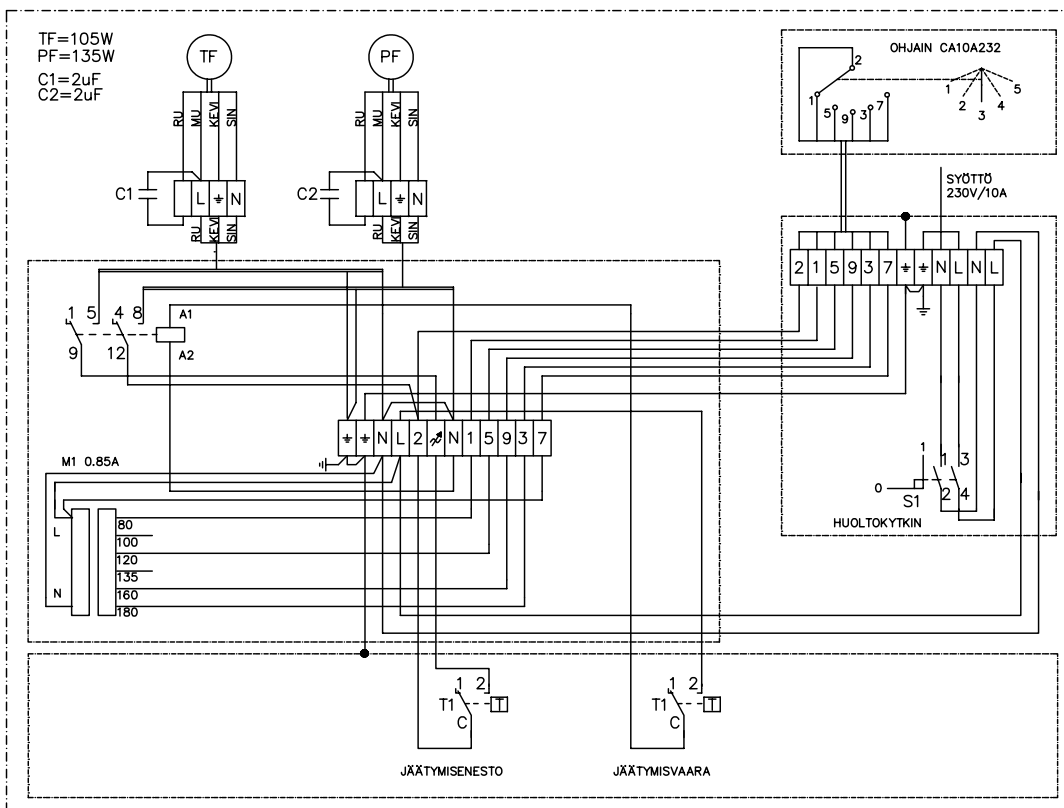 TF=105W
PF=135W
C1=2uF
C2=2uF
TF
PF
RU MU KEVI SIN
RU MU KEVI SIN
C1
L N
C2
L N
RU KEVI SIN
RU KEVI SIN
OHJAIN CA10A232
2
1
5 9 3 7
1 2 3 4 5
SYÖTTÖ
230V/10A
2 1 5 9 3 7 N L N L
1 5 4 8
A1
9 12
A2
N L 2 N 1 5 9 3 7
M1 0.85A
L
N
80
100
120
135
160
180
1
0
S1
1 3
2 4
HUOLTOKYTKIN
1 2
T1 T
C
JÄÄTYMISENESTO
1 2
T1 T
C
JÄÄTYMISVAARA